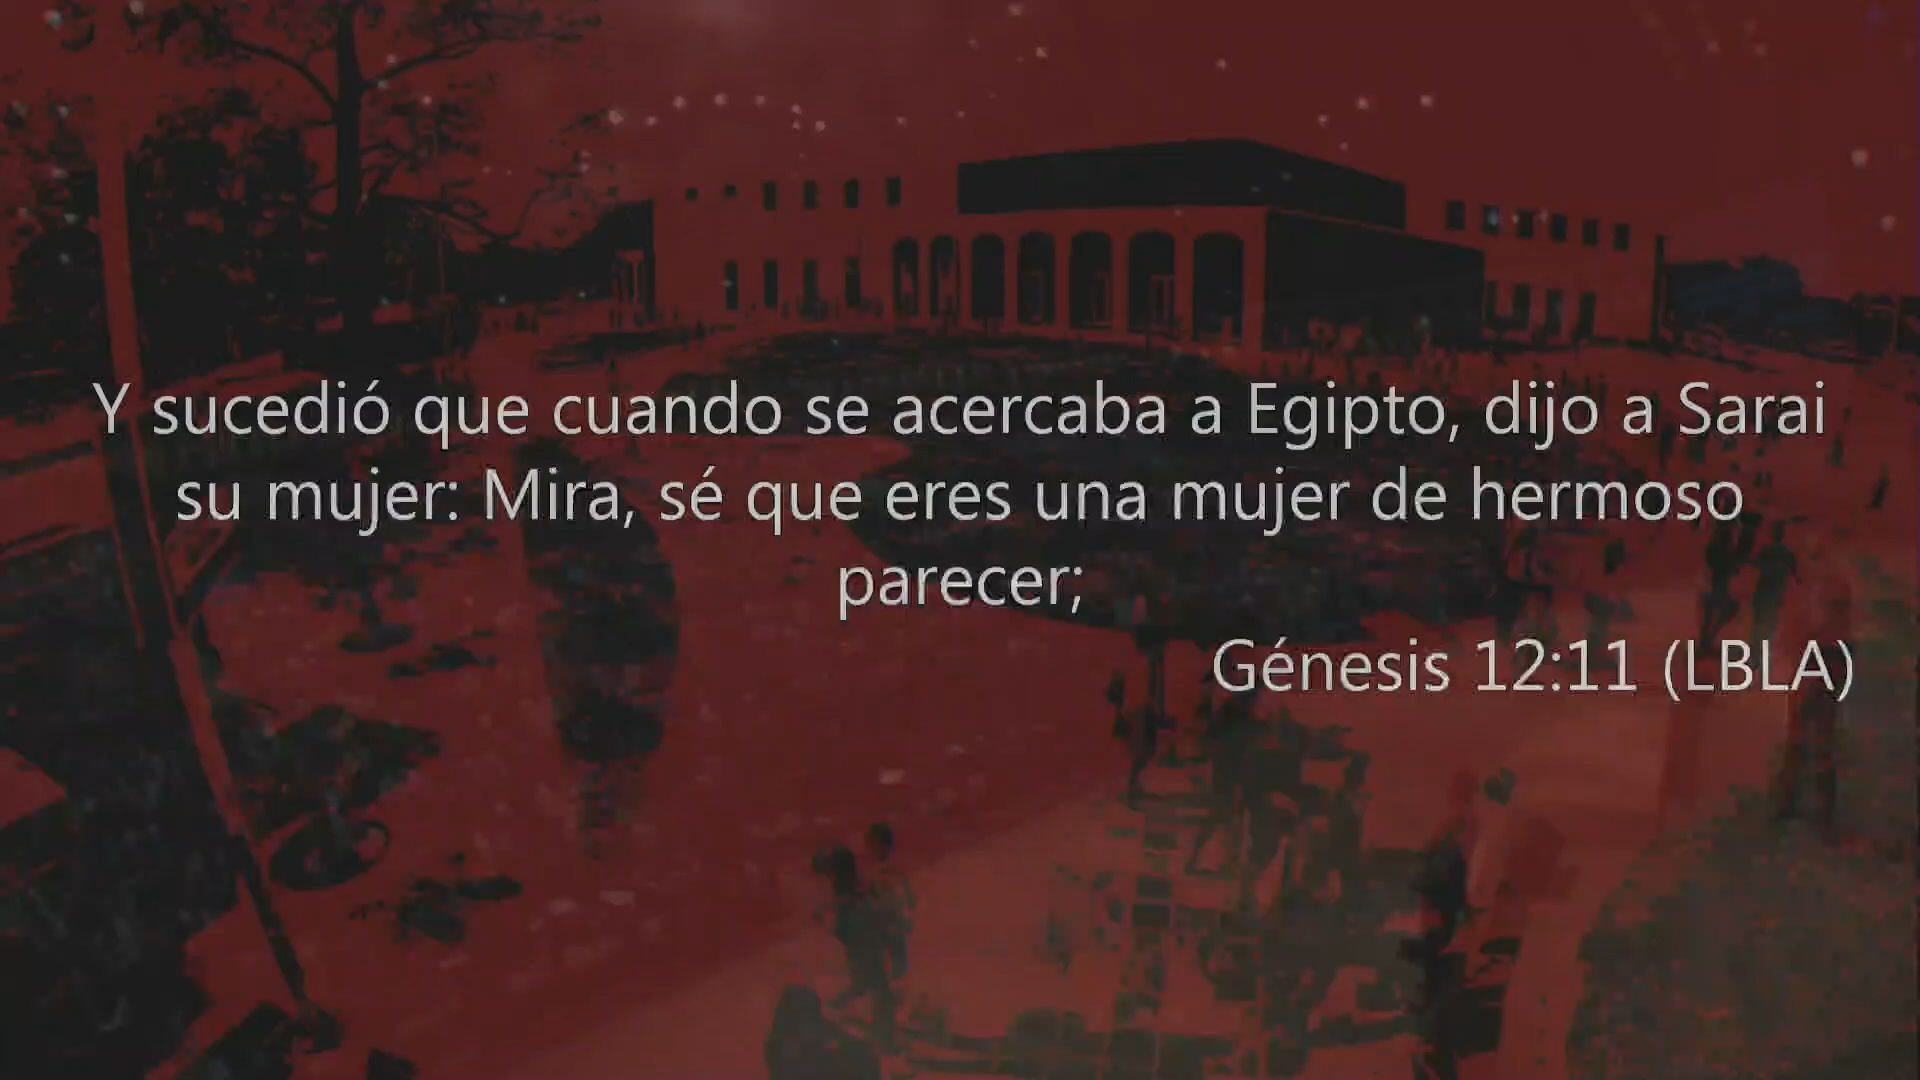 Y sucedió que cuando se acercaba a Egipto, dijo a Sarai
su mujer: Mira, sé que eres una mujer de hermoso
parecer;
Génesis 12:11 (LBLA)